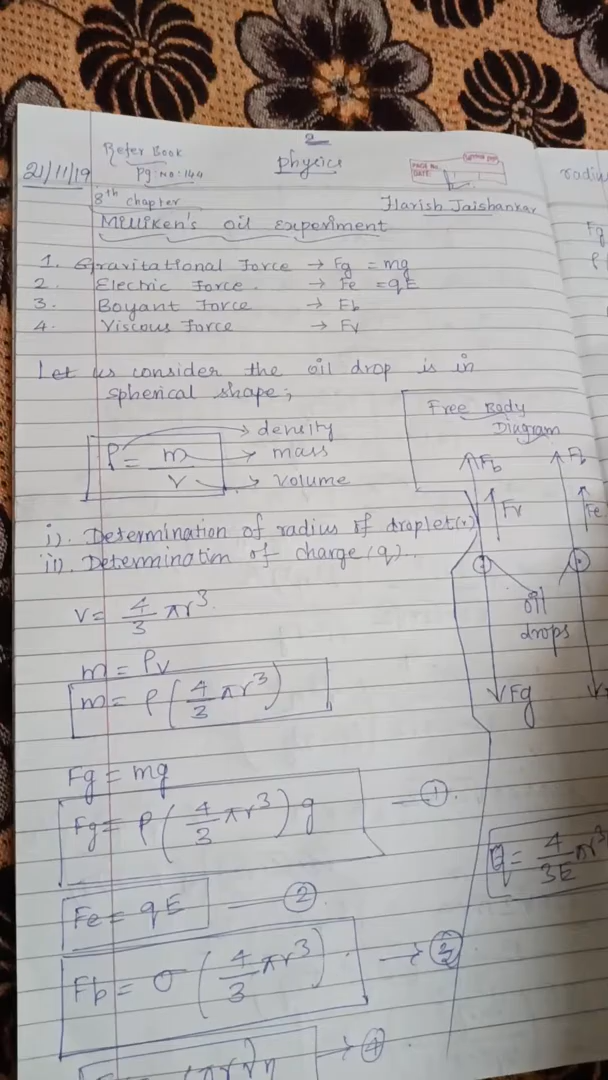 2
Refer Book
Pg No: 144
physics
21/11/19
8th chapter
Harish Jaishankar
Milliken's oil experiment
1. Gravitational Force → Fg = mg
2. Electric Force. → Fe = qE
3. Boyant Force → Fb
4. Viscous Force → Fv
Let us consider the oil drop is in
spherical shape;
ρ = m/v
→ density
→ mass
→ volume
Free Body
Diagram
Fb
Fb
Fv
Fe
i). Determination of radius of droplet(r)
ii). Determination of charge (q).
oil
drops
Fg
v = 4/3 πr³
m = ρv
m = ρ(4/3 πr³)
Fg = mg
Fg = ρ(4/3 πr³)g — ①
q = 4/3E πr³
Fe = qE — ②
Fb = σ(4/3 πr³) → ③
→ ④
radius
Fg